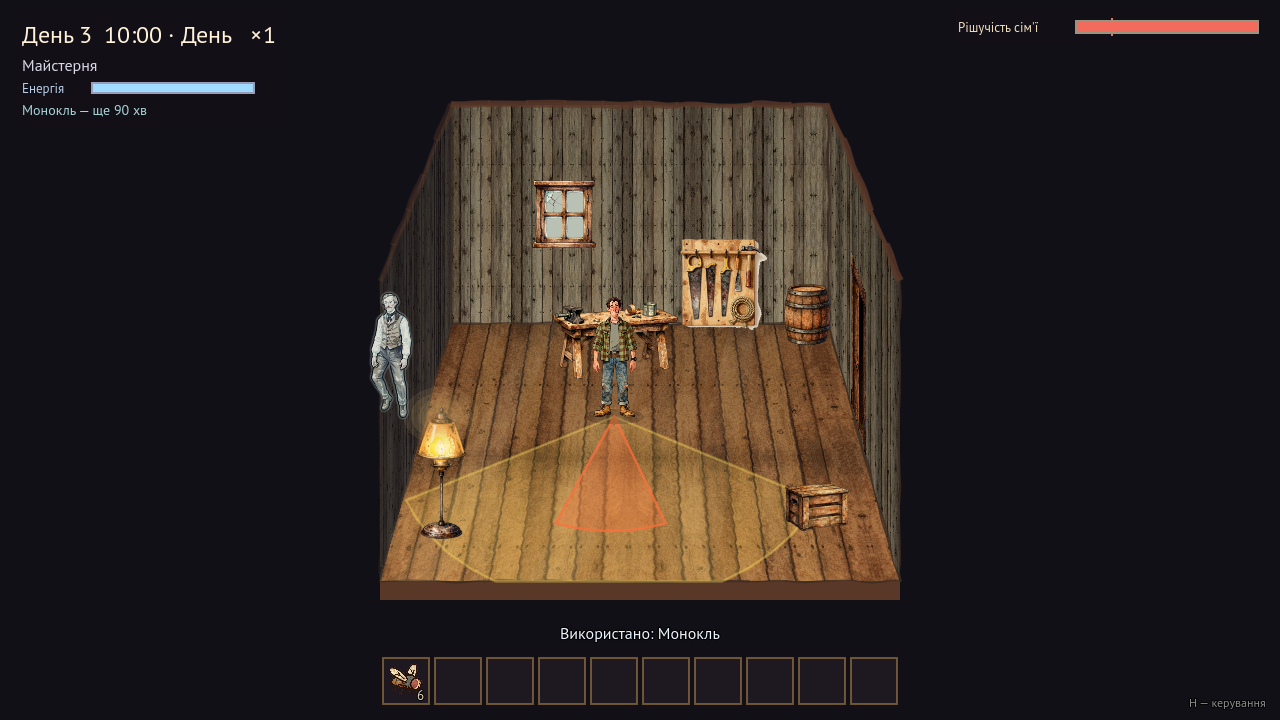 День 3 10:00 · День ×1
Рішучість сім'ї
Майстерня
Енергія
Монокль — ще 90 хв
Використано: Монокль
6
H — керування